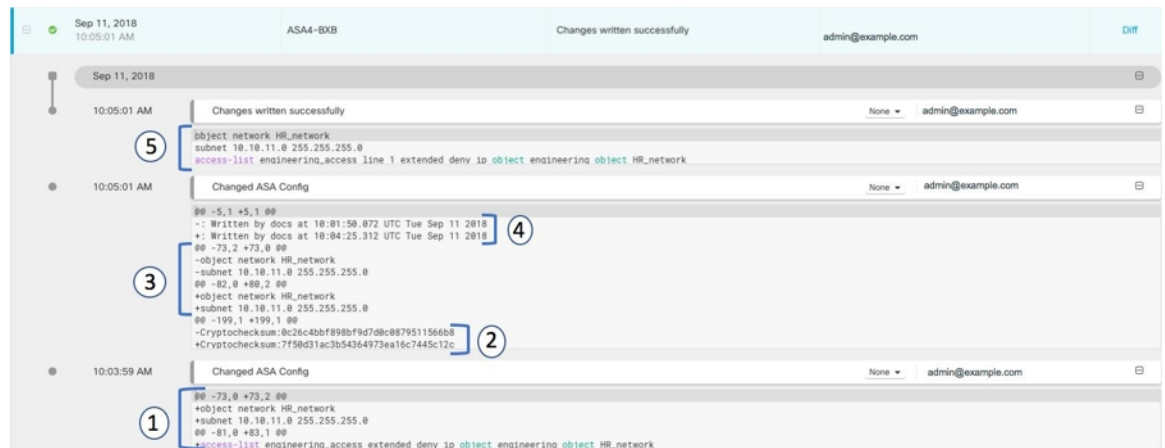 Sep 11, 2018
10:05:01 AM
ASA4-BXB
Changes written successfully
admin@example.com
Diff
Sep 11, 2018
10:05:01 AM
Changes written successfully
None
admin@example.com
5
object network HR_network
subnet 10.10.11.0 255.255.255.0
access-list engineering_access line 1 extended deny ip object engineering object HR_network
10:05:01 AM
Changed ASA Config
None
admin@example.com
@@ -5,1 +5,1 @@
-: Written by docs at 10:01:50.072 UTC Tue Sep 11 2018
+: Written by docs at 10:04:25.312 UTC Tue Sep 11 2018
4
@@ -73,2 +73,0 @@
-object network HR_network
-subnet 10.10.11.0 255.255.255.0
3
@@ -82,0 +80,2 @@
+object network HR_network
+subnet 10.10.11.0 255.255.255.0
@@ -199,1 +199,1 @@
-Cryptochecksum:0c26c4bbf898bf9d7d0c0879511566b8
+Cryptochecksum:7f50d31ac3b54364973ea16c7445c12c
2
10:03:59 AM
Changed ASA Config
None
admin@example.com
1
@@ -73,0 +73,2 @@
+object network HR_network
+subnet 10.10.11.0 255.255.255.0
@@ -81,0 +83,1 @@
+access-list engineering_access extended deny ip object engineering object HR_network